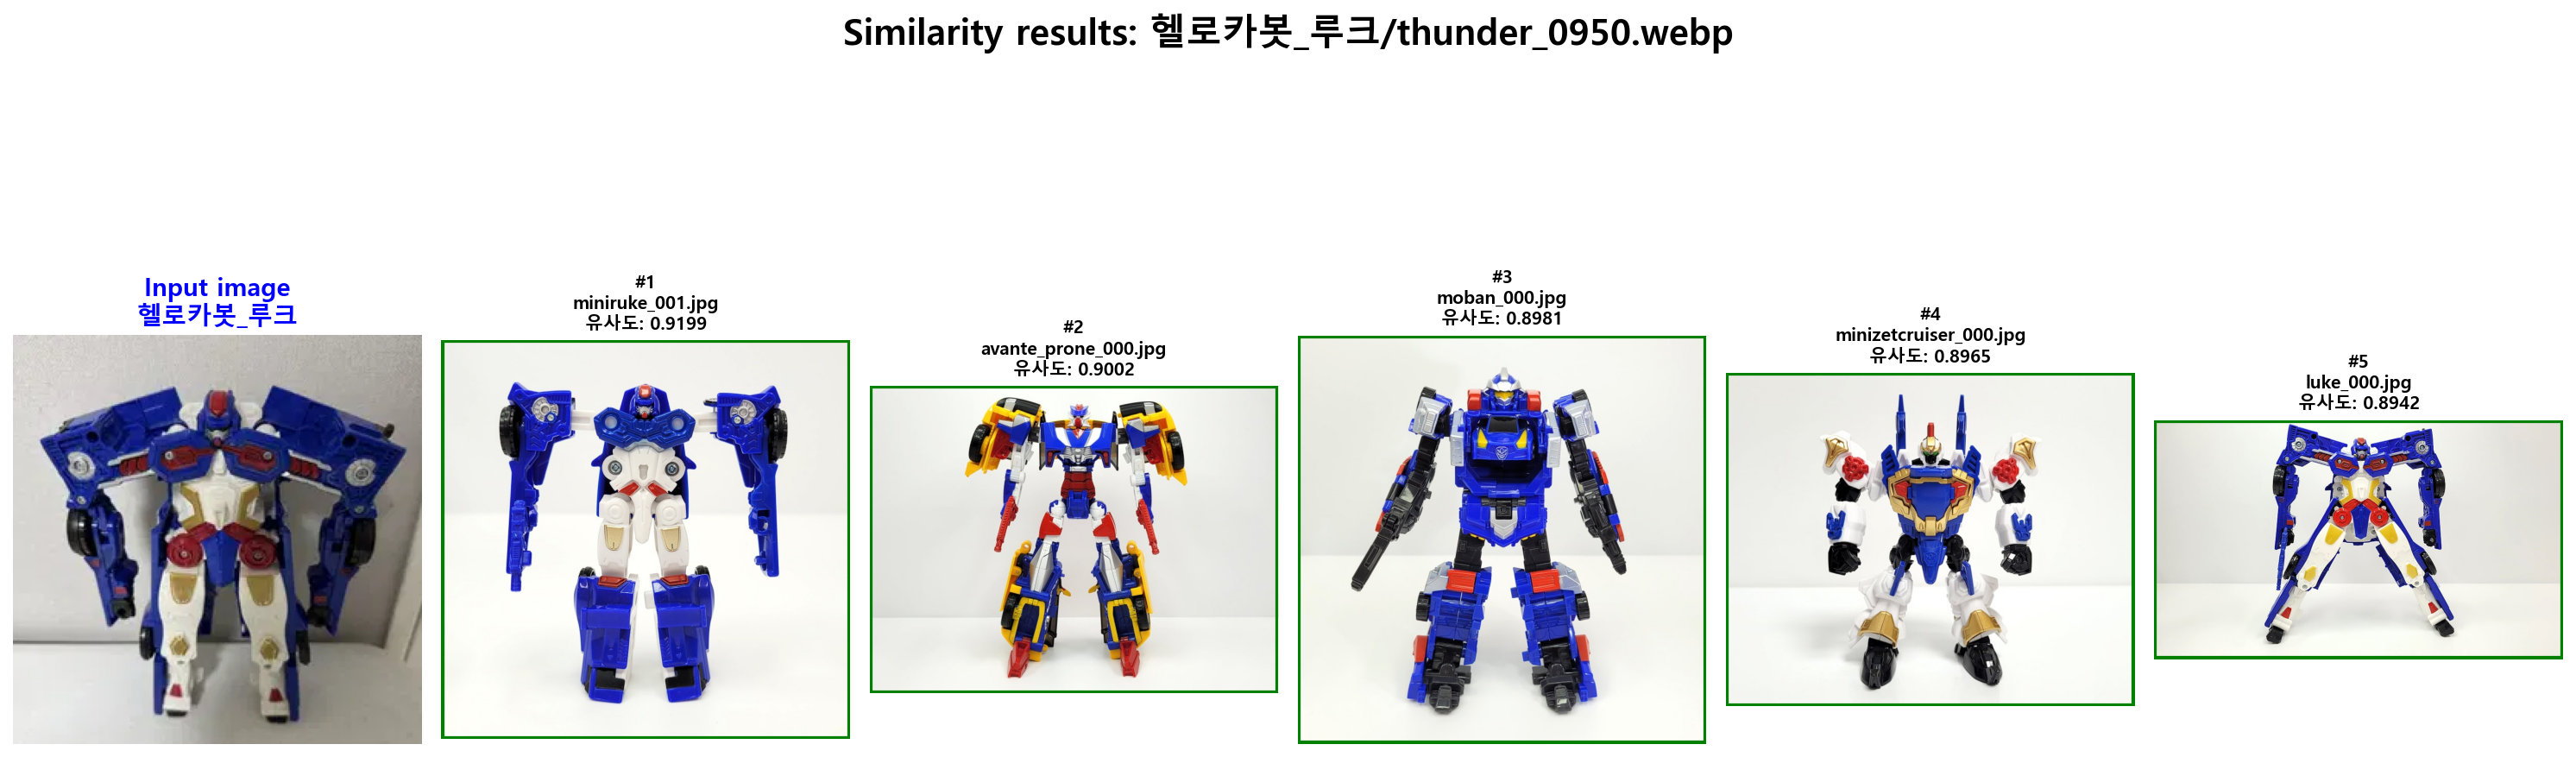 Similarity results: 헬로카봇_루크/thunder_0950.webp
Input image
헬로카봇_루크
#1
miniruke_001.jpg
유사도: 0.9199
#2
avante_prone_000.jpg
유사도: 0.9002
#3
moban_000.jpg
유사도: 0.8981
#4
minizetcruiser_000.jpg
유사도: 0.8965
#5
luke_000.jpg
유사도: 0.8942